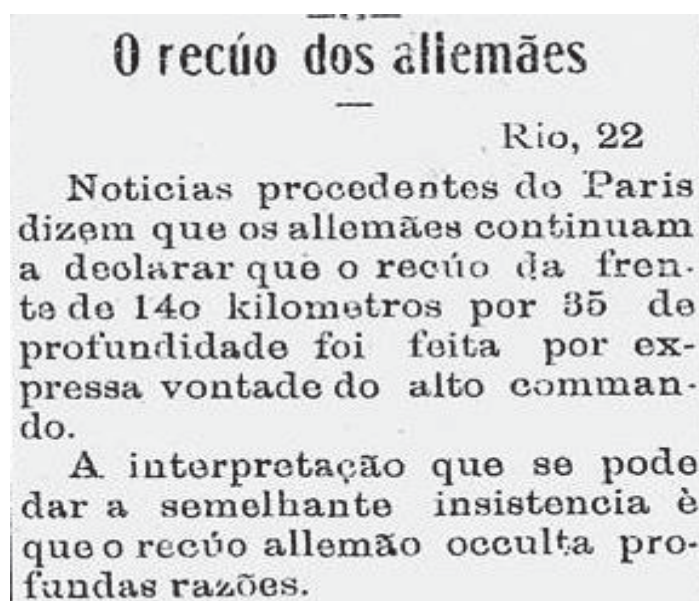 O recúo dos allemães
Rio, 22
Noticias procedentes de Paris
dizem que os allemães continuam
a declarar que o recúo da fren-
te de 140 kilometros por 35 de
profundidade foi feita por ex-
pressa vontade do alto comman-
do.
A interpretação que se pode
dar a semelhante insistencia è
que o recúo allemão occulta pro-
fundas razões.